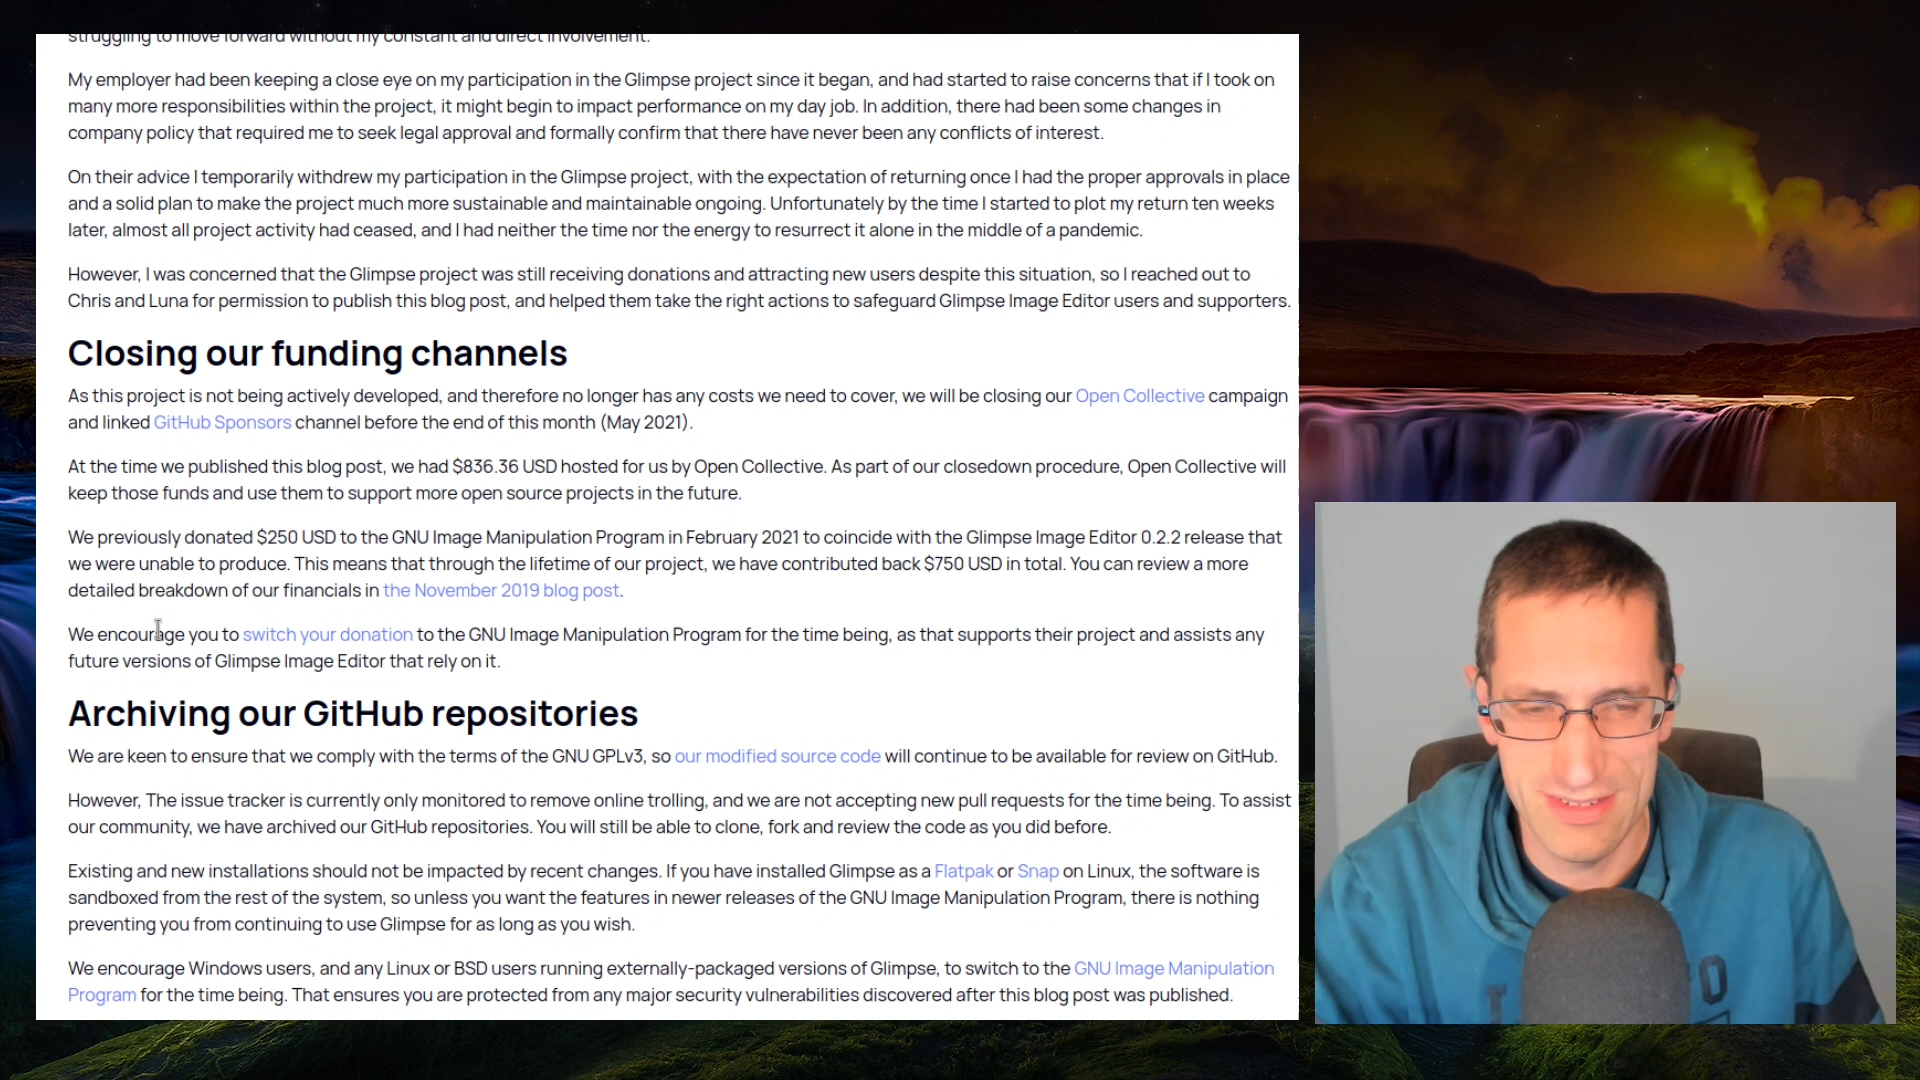 struggling to move forward without my constant and direct involvement.
My employer had been keeping a close eye on my participation in the Glimpse project since it began, and had started to raise concerns that if I took on
many more responsibilities within the project, it might begin to impact performance on my day job. In addition, there had been some changes in
company policy that required me to seek legal approval and formally confirm that there have never been any conflicts of interest.
On their advice I temporarily withdrew my participation in the Glimpse project, with the expectation of returning once I had the proper approvals in place
and a solid plan to make the project much more sustainable and maintainable ongoing. Unfortunately by the time I started to plot my return ten weeks
later, almost all project activity had ceased, and I had neither the time nor the energy to resurrect it alone in the middle of a pandemic.
However, I was concerned that the Glimpse project was still receiving donations and attracting new users despite this situation, so I reached out to
Chris and Luna for permission to publish this blog post, and helped them take the right actions to safeguard Glimpse Image Editor users and supporters.
Closing our funding channels
As this project is not being actively developed, and therefore no longer has any costs we need to cover, we will be closing our Open Collective campaign
and linked GitHub Sponsors channel before the end of this month (May 2021).
At the time we published this blog post, we had $836.36 USD hosted for us by Open Collective. As part of our closedown procedure, Open Collective will
keep those funds and use them to support more open source projects in the future.
We previously donated $250 USD to the GNU Image Manipulation Program in February 2021 to coincide with the Glimpse Image Editor 0.2.2 release that
we were unable to produce. This means that through the lifetime of our project, we have contributed back $750 USD in total. You can review a more
detailed breakdown of our financials in the November 2019 blog post.
We encourage you to switch your donation to the GNU Image Manipulation Program for the time being, as that supports their project and assists any
future versions of Glimpse Image Editor that rely on it.
Archiving our GitHub repositories
We are keen to ensure that we comply with the terms of the GNU GPLv3, so our modified source code will continue to be available for review on GitHub.
However, The issue tracker is currently only monitored to remove online trolling, and we are not accepting new pull requests for the time being. To assist
our community, we have archived our GitHub repositories. You will still be able to clone, fork and review the code as you did before.
Existing and new installations should not be impacted by recent changes. If you have installed Glimpse as a Flatpak or Snap on Linux, the software is
sandboxed from the rest of the system, so unless you want the features in newer releases of the GNU Image Manipulation Program, there is nothing
preventing you from continuing to use Glimpse for as long as you wish.
We encourage Windows users, and any Linux or BSD users running externally-packaged versions of Glimpse, to switch to the GNU Image Manipulation
Program for the time being. That ensures you are protected from any major security vulnerabilities discovered after this blog post was published.